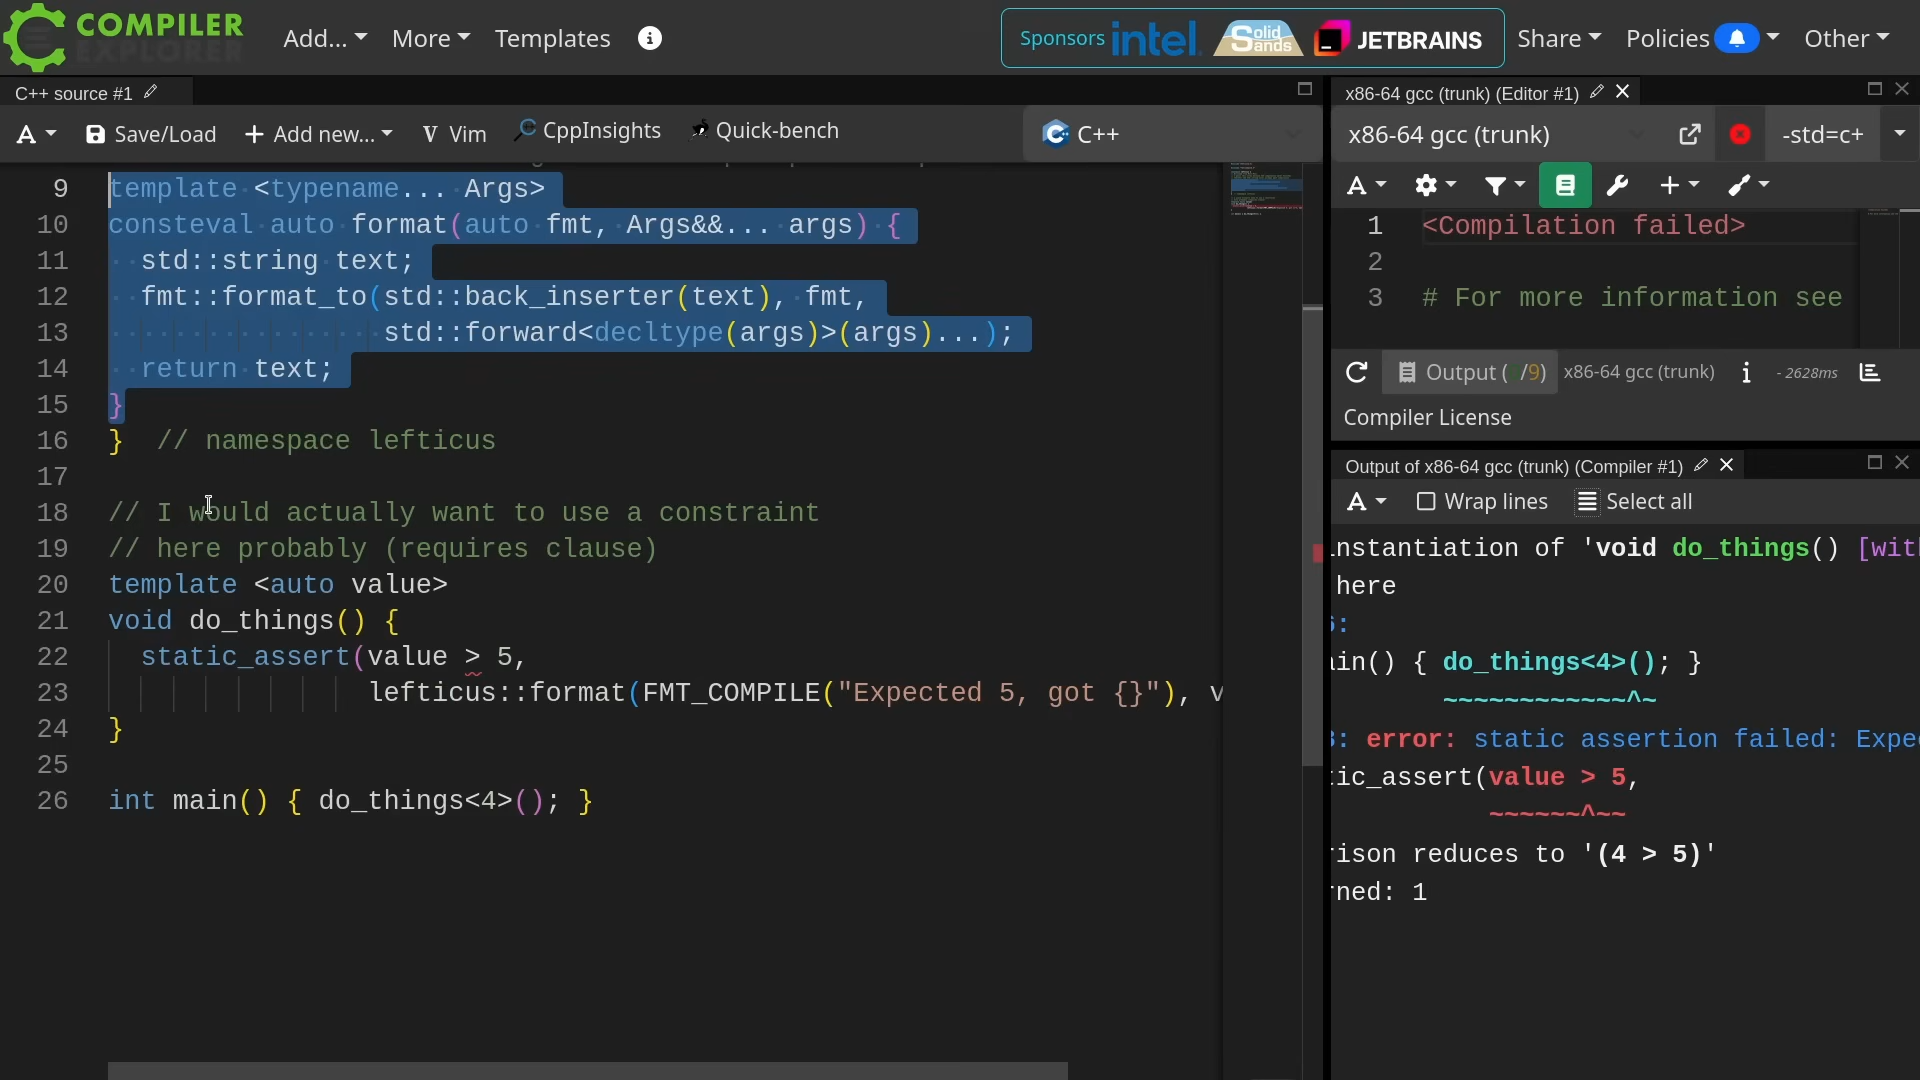 COMPILER
EXPLORER
Add...
More
Templates
Sponsors
intel.
Solid
Sands
JETBRAINS
Share
Policies
Other
C++ source #1
A
Save/Load
+ Add new...
V Vim
CppInsights
Quick-bench
C++
9 template <typename... Args>
10 consteval auto format(auto fmt, Args&&... args) {
11 std::string text;
12 fmt::format_to(std::back_inserter(text), fmt,
13 std::forward<decltype(args)>(args)...);
14 return text;
15 }
16 } // namespace lefticus
17
18 // I would actually want to use a constraint
19 // here probably (requires clause)
20 template <auto value>
21 void do_things() {
22 static_assert(value > 5,
23 lefticus::format(FMT_COMPILE("Expected 5, got {}"), v
24 }
25
26 int main() { do_things<4>(); }
x86-64 gcc (trunk) (Editor #1)
x86-64 gcc (trunk)
-std=c+
A
1 <Compilation failed>
2
3 # For more information see
Output ( /9) x86-64 gcc (trunk) i - 2628ms
Compiler License
Output of x86-64 gcc (trunk) (Compiler #1)
A
Wrap lines
Select all
nstantiation of 'void do_things() [wit
here
:
in() { do_things<4>(); }
~~~~~~~~~~~~^~
: error: static assertion failed: Expe
ic_assert(value > 5,
~~~~~~^~~
ison reduces to '(4 > 5)'
ned: 1